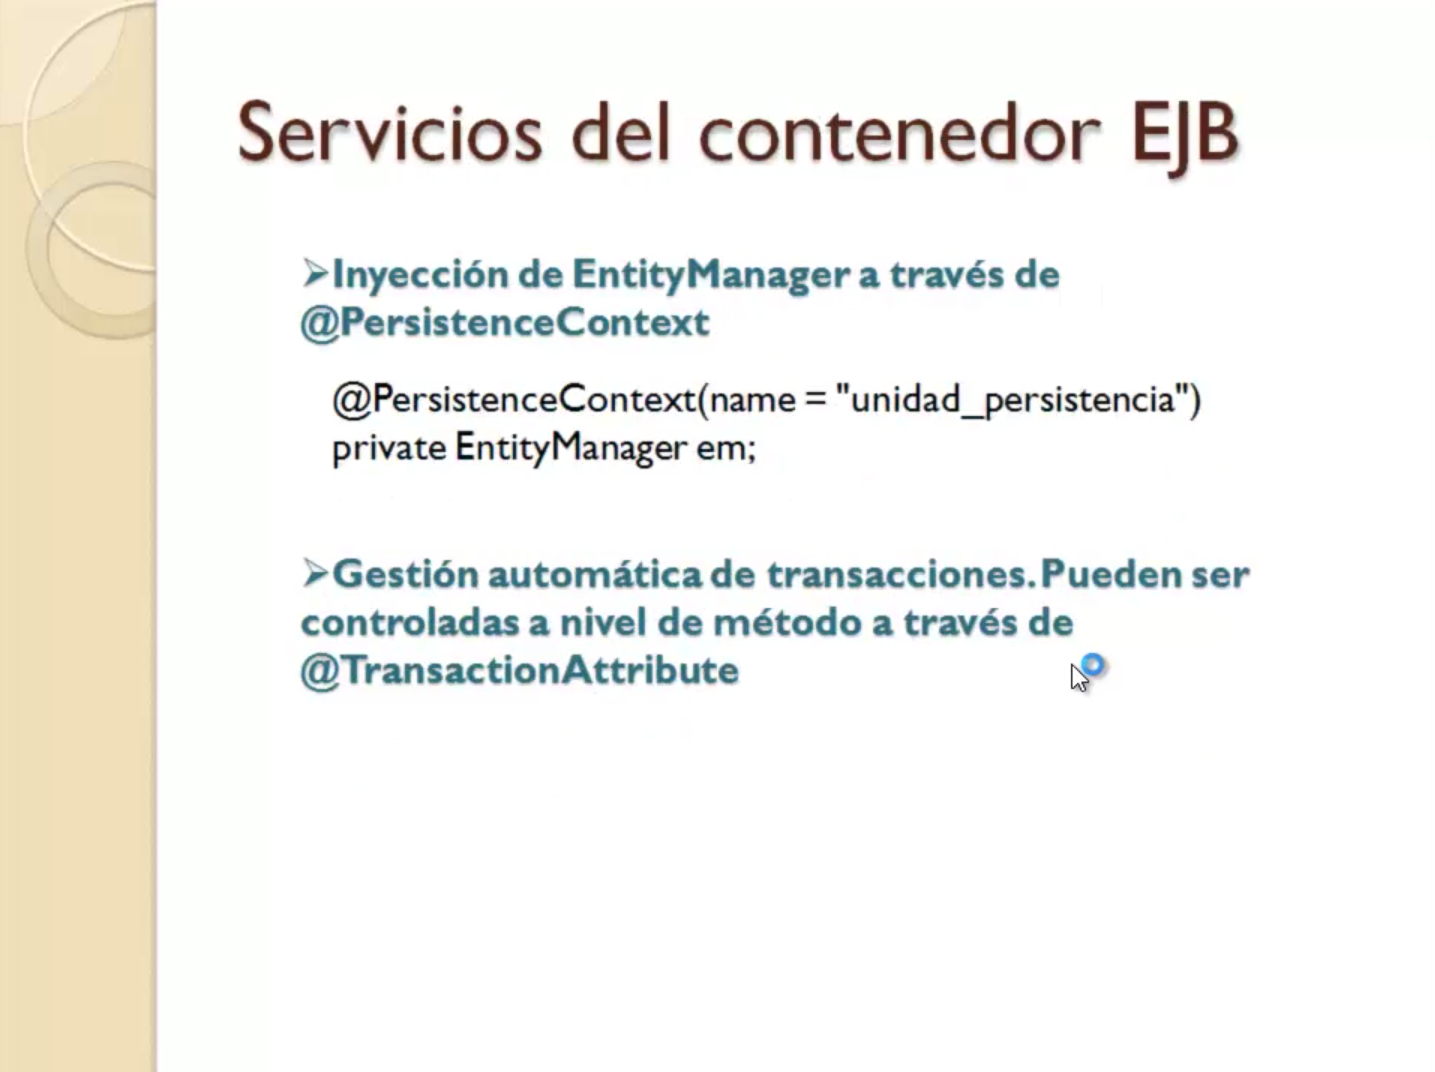 Servicios del contenedor EJB
➢Inyección de EntityManager a través de
@PersistenceContext
@PersistenceContext(name = "unidad_persistencia")
private EntityManager em;
➢Gestión automática de transacciones. Pueden ser
controladas a nivel de método a través de
@TransactionAttribute